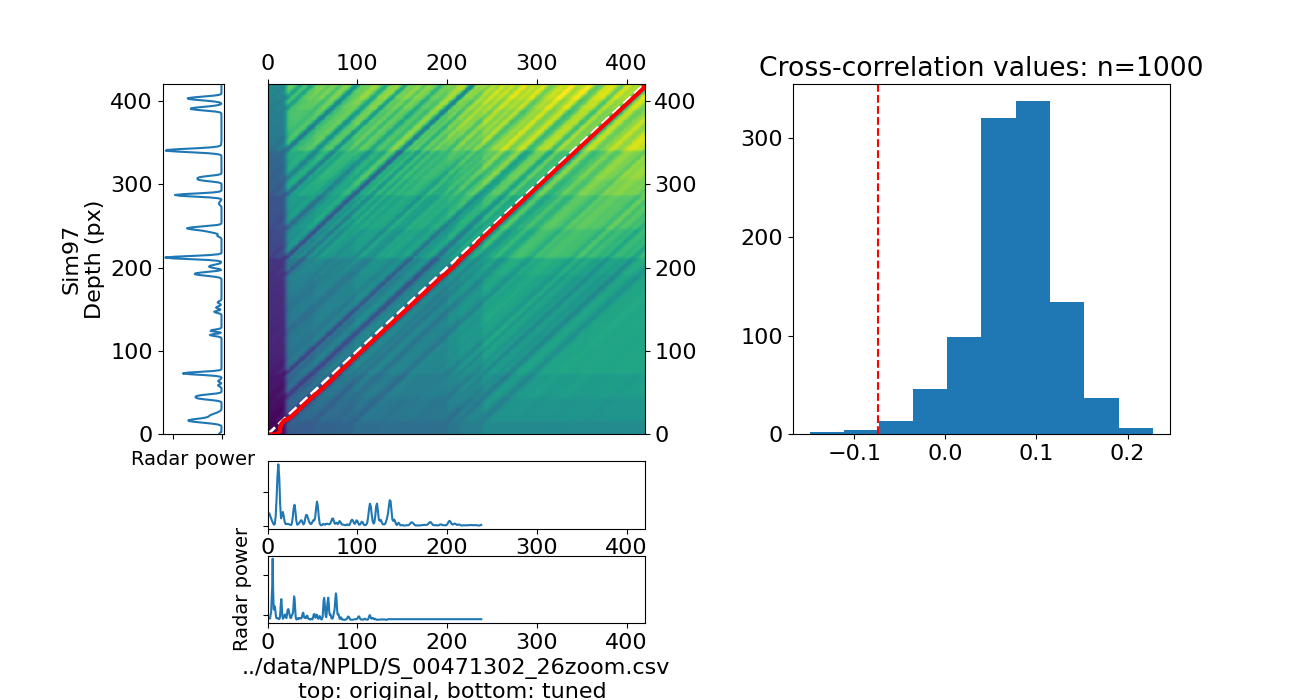 0 100 200 300 400
Cross-correlation values: n=1000
400
300
200
100
0
Sim97
Depth (px)
Radar power
400
300
200
100
0
300
200
100
0
−0.1 0.0 0.1 0.2
0 100 200 300 400
Radar power
0 100 200 300 400
../data/NPLD/S_00471302_26zoom.csv
top: original, bottom: tuned